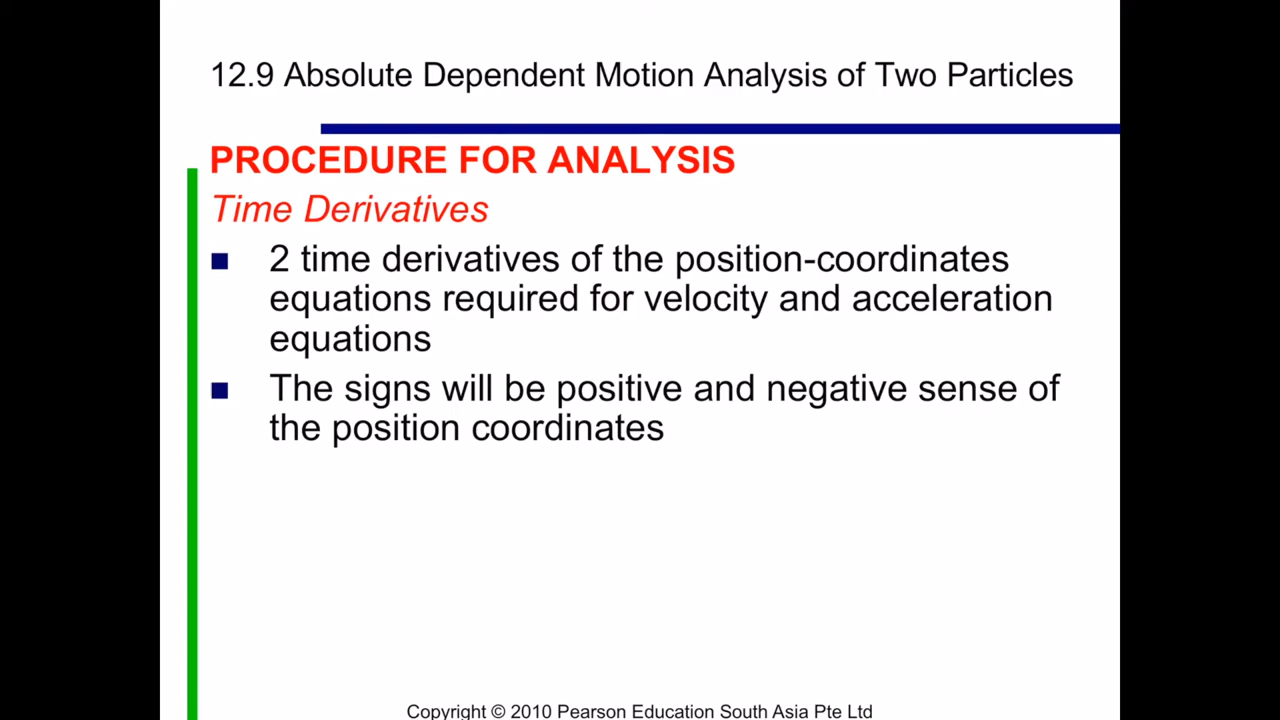 12.9 Absolute Dependent Motion Analysis of Two Particles
PROCEDURE FOR ANALYSIS
Time Derivatives
2 time derivatives of the position-coordinates
equations required for velocity and acceleration
equations
The signs will be positive and negative sense of
the position coordinates
Copyright © 2010 Pearson Education South Asia Pte Ltd